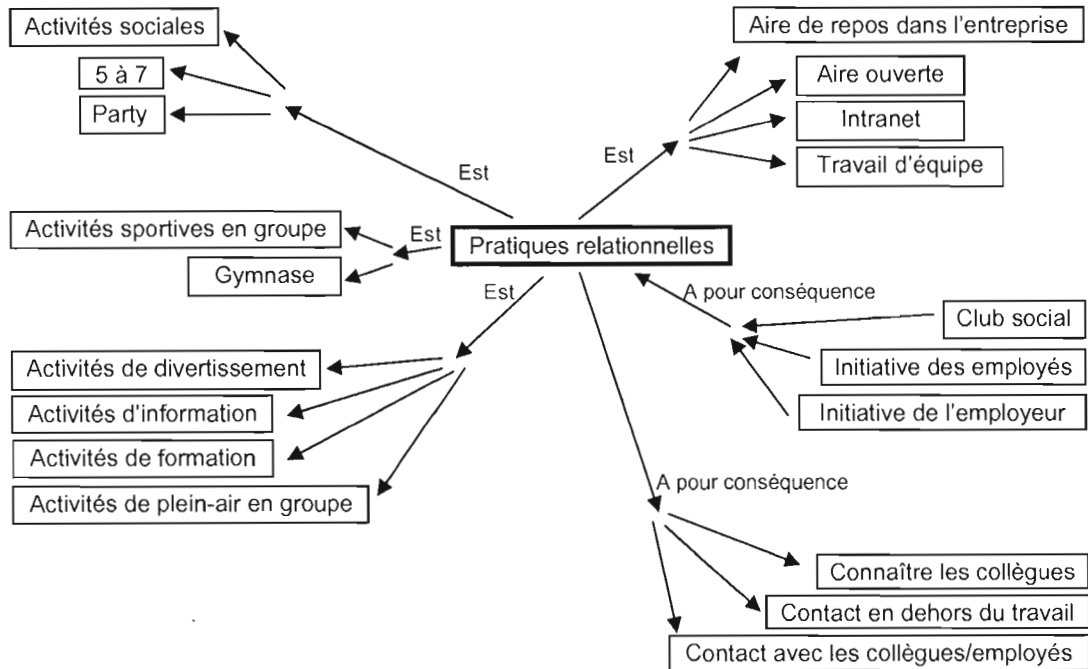 Activités sociales
5 à 7
Party
Est
Aire de repos dans l'entreprise
Aire ouverte
Intranet
Travail d'équipe
Est
Activités sportives en groupe
Gymnase
Est
Pratiques relationnelles
Est
A pour conséquence
Club social
Initiative des employés
Initiative de l'employeur
Activités de divertissement
Activités d'information
Activités de formation
Activités de plein-air en groupe
A pour conséquence
Connaître les collègues
Contact en dehors du travail
Contact avec les collègues/employés